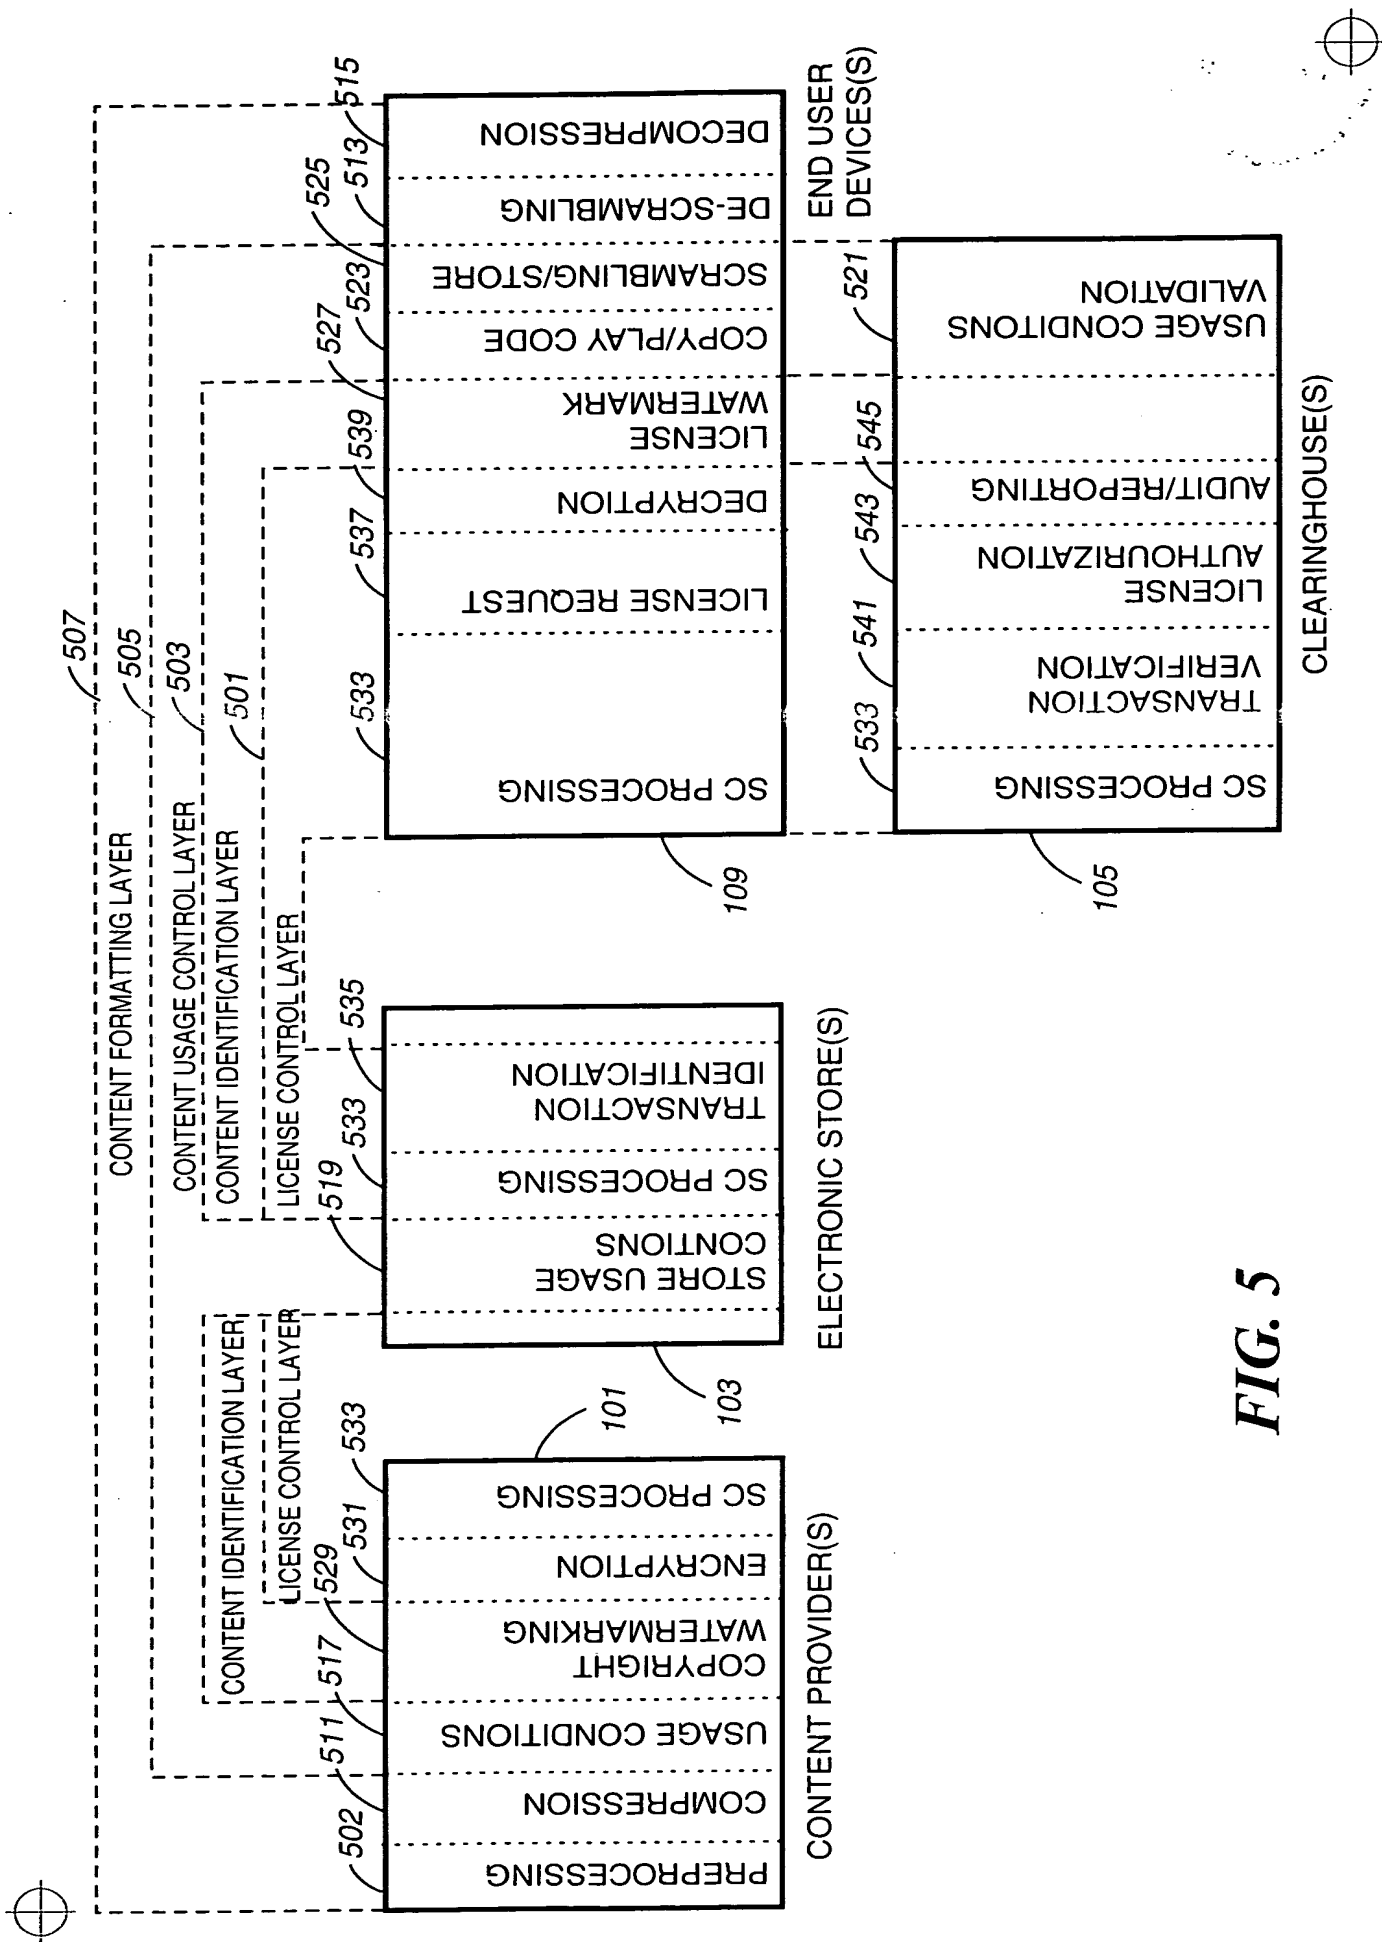 507
CONTENT FORMATTING LAYER
505
CONTENT USAGE CONTROL LAYER
503
CONTENT IDENTIFICATION LAYER
CONTENT IDENTIFICATION LAYER
501
LICENSE CONTROL LAYER
LICENSE CONTROL LAYER
502
511
517
529
531
533
PREPROCESSING
COMPRESSION
USAGE CONDITIONS
COPYRIGHT
WATERMARKING
ENCRYPTION
SC PROCESSING
101
CONTENT PROVIDER(S)
519
533
535
STORE USAGE
CONTIONS
SC PROCESSING
TRANSACTION
IDENTIFICATION
103
ELECTRONIC STORE(S)
533
537
539
527
523
525
513
515
SC PROCESSING
LICENSE REQUEST
DECRYPTION
LICENSE
WATERMARK
COPY/PLAY CODE
SCRAMBLING/STORE
DE-SCRAMBLING
DECOMPRESSION
109
END USER
DEVICES(S)
533
541
543
545
521
SC PROCESSING
TRANSACTION
VERIFICATION
LICENSE
AUTHOURIZATION
AUDIT/REPORTING
USAGE CONDITONS
VALIDATION
105
CLEARINGHOUSE(S)
FIG. 5